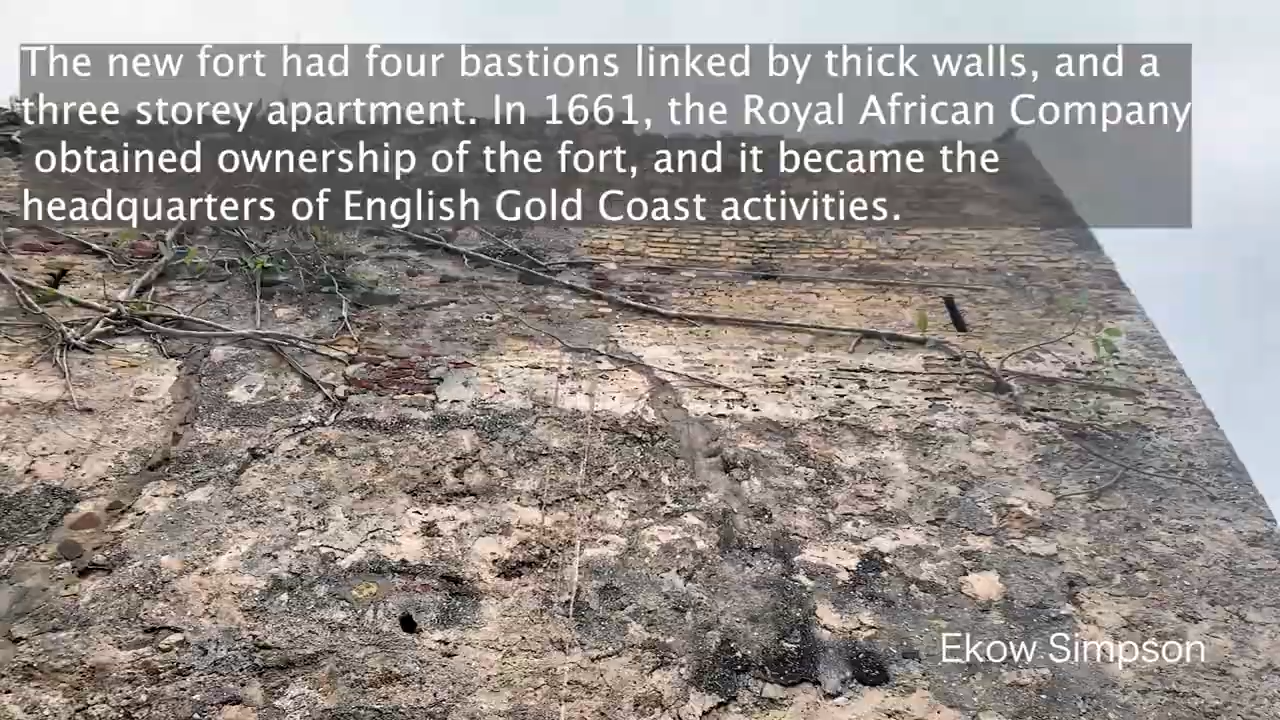 The new fort had four bastions linked by thick walls, and a
three storey apartment. In 1661, the Royal African Company
obtained ownership of the fort, and it became the
headquarters of English Gold Coast activities.
Ekow Simpson